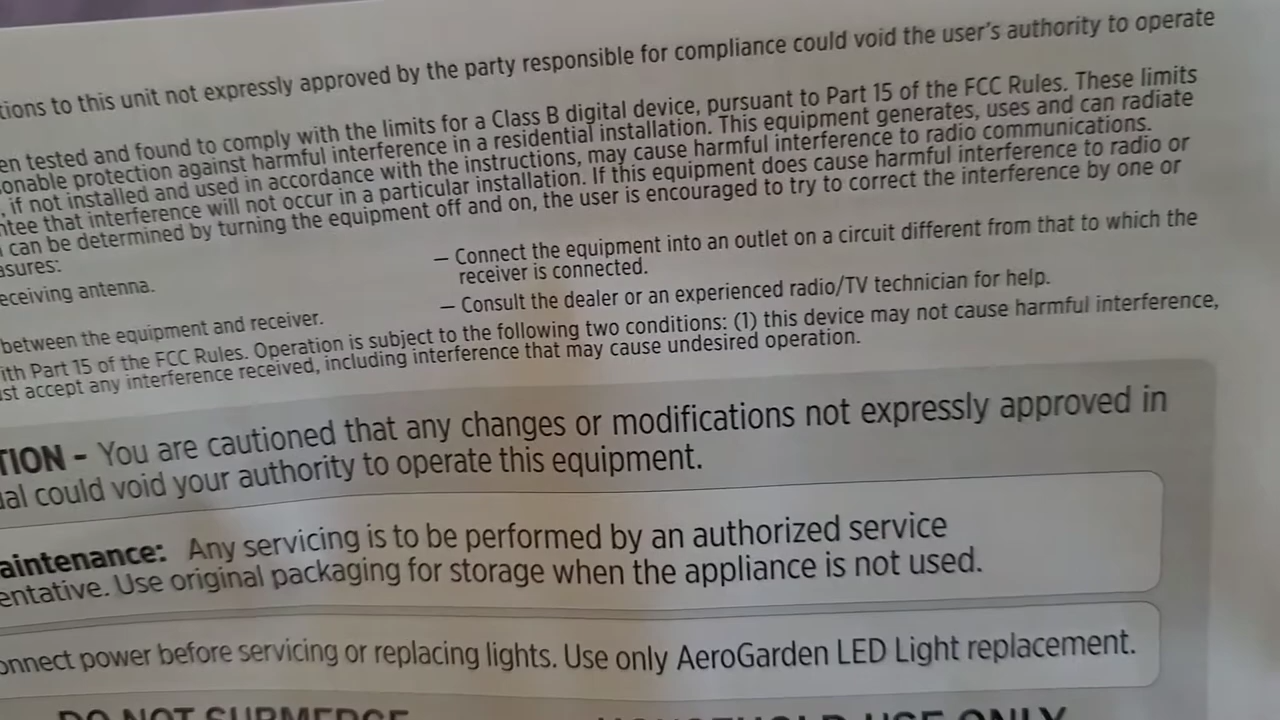 tions to this unit not expressly approved by the party responsible for compliance could void the user's authority to operate
en tested and found to comply with the limits for a Class B digital device, pursuant to Part 15 of the FCC Rules. These limits
onable protection against harmful interference in a residential installation. This equipment generates, uses and can radiate
, if not installed and used in accordance with the instructions, may cause harmful interference to radio communications.
ntee that interference will not occur in a particular installation. If this equipment does cause harmful interference to radio or
can be determined by turning the equipment off and on, the user is encouraged to try to correct the interference by one or
asures:
eceiving antenna.
between the equipment and receiver.
– Connect the equipment into an outlet on a circuit different from that to which the
receiver is connected.
– Consult the dealer or an experienced radio/TV technician for help.
ith Part 15 of the FCC Rules. Operation is subject to the following two conditions: (1) this device may not cause harmful interference,
ust accept any interference received, including interference that may cause undesired operation.
TION – You are cautioned that any changes or modifications not expressly approved in
ual could void your authority to operate this equipment.
aintenance: Any servicing is to be performed by an authorized service
entative. Use original packaging for storage when the appliance is not used.
onnect power before servicing or replacing lights. Use only AeroGarden LED Light replacement.
DO NOT SUBMERGE
HOUSEHOLD USE ONLY